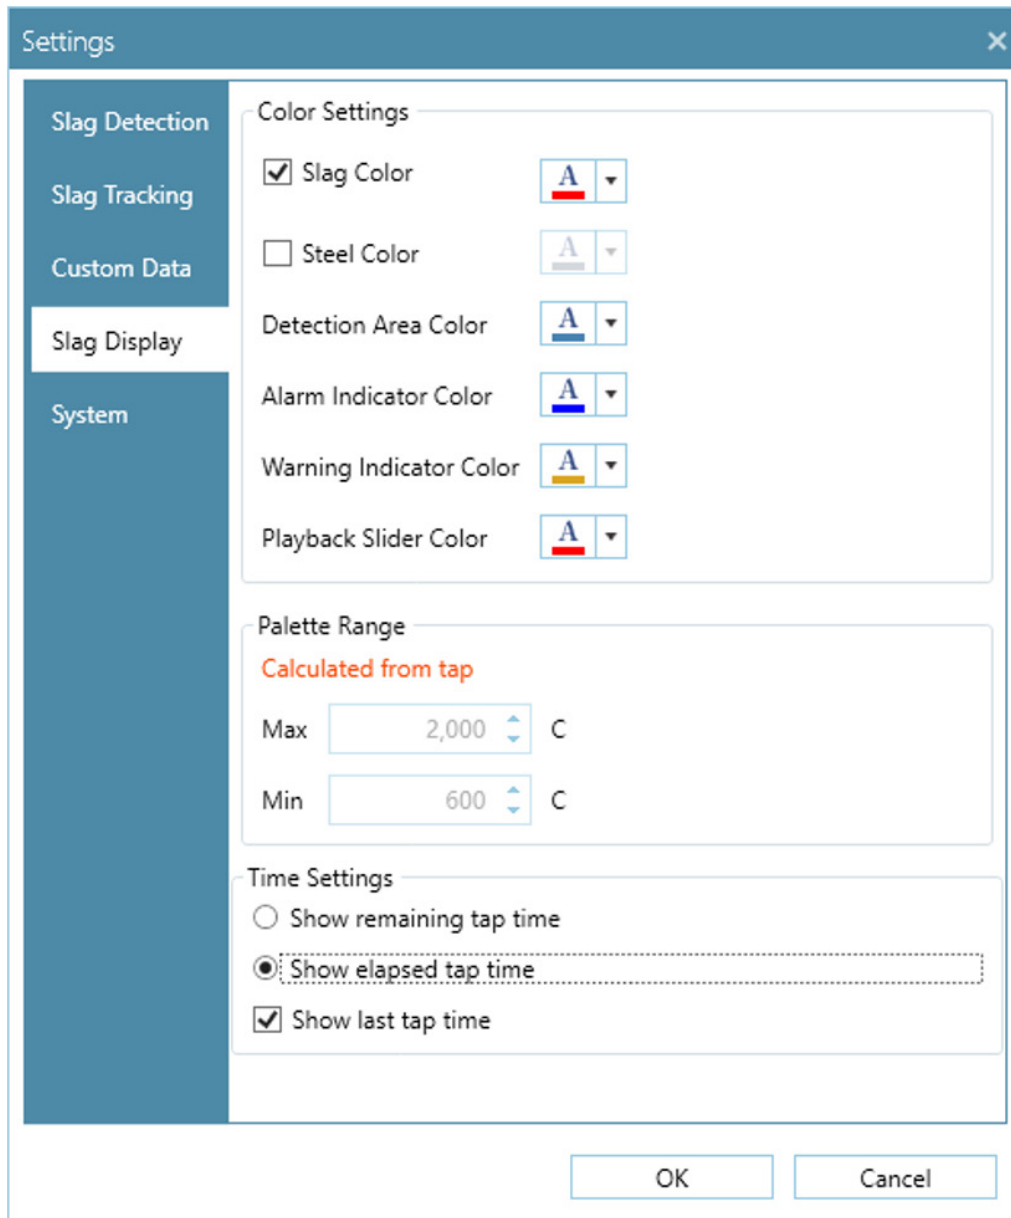 Settings
Slag Detection
Slag Tracking
Custom Data
Slag Display
System
Color Settings
Slag Color A
Steel Color A
Detection Area Color A
Alarm Indicator Color A
Warning Indicator Color A
Playback Slider Color A
Palette Range
Calculated from tap
Max 2,000 C
Min 600 C
Time Settings
Show remaining tap time
Show elapsed tap time
Show last tap time
OK Cancel